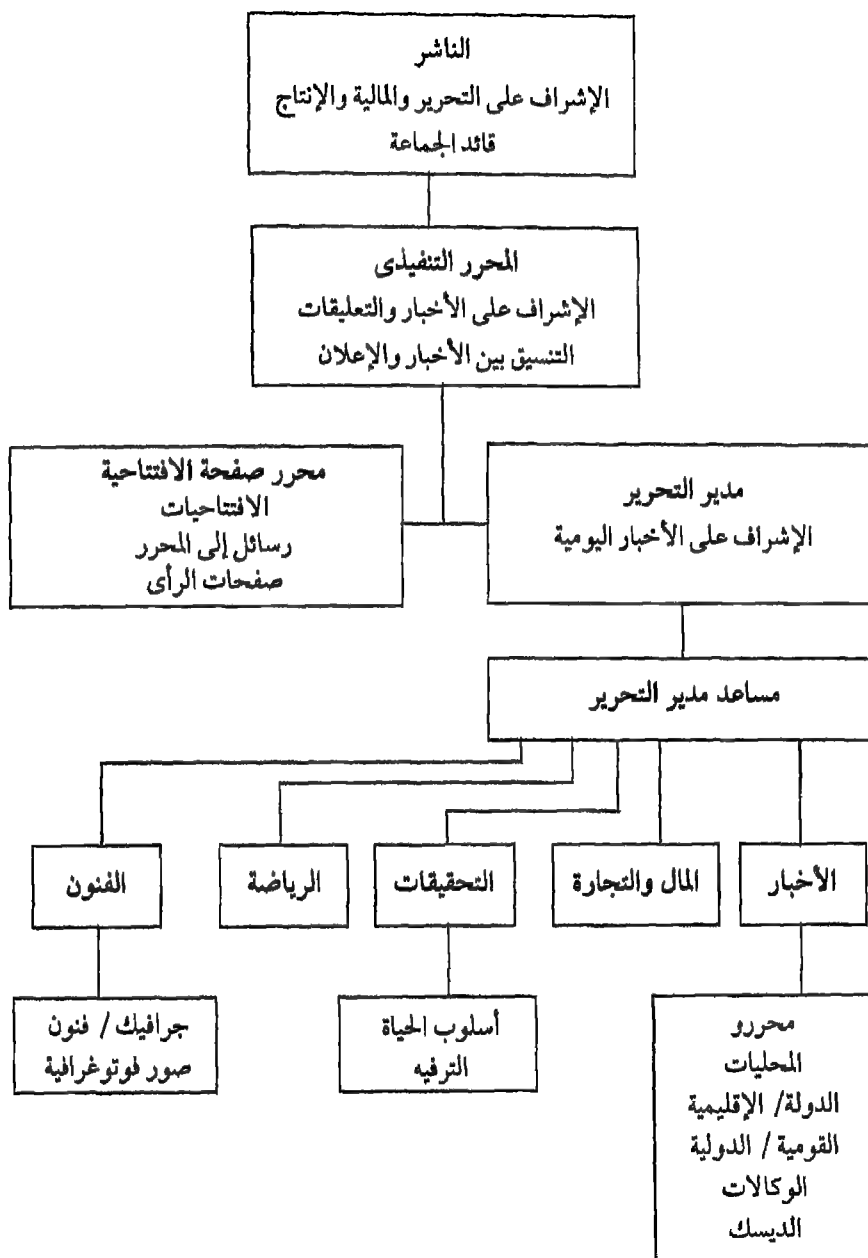 الناشر
الإشراف على التحرير والمالية والإنتاج
قائد الجماعة
المحرر التنفيذى
الإشراف على الأخبار والتعليقات
التنسيق بين الأخبار والإعلان
مدير التحرير
الإشراف على الأخبار اليومية
محرر صفحة الافتتاحية
الافتتاحيات
رسائل إلى المحرر
صفحات الرأى
مساعد مدير التحرير
الأخبار
المال والتجارة
التحقيقات
الرياضة
الفنون
محررو
المحليات
الدولة/ الإقليمية
القومية / الدولية
الوكالات
الديسك
أسلوب الحياة
الترفيه
جرافيك / فنون
صور فوتوغرافية